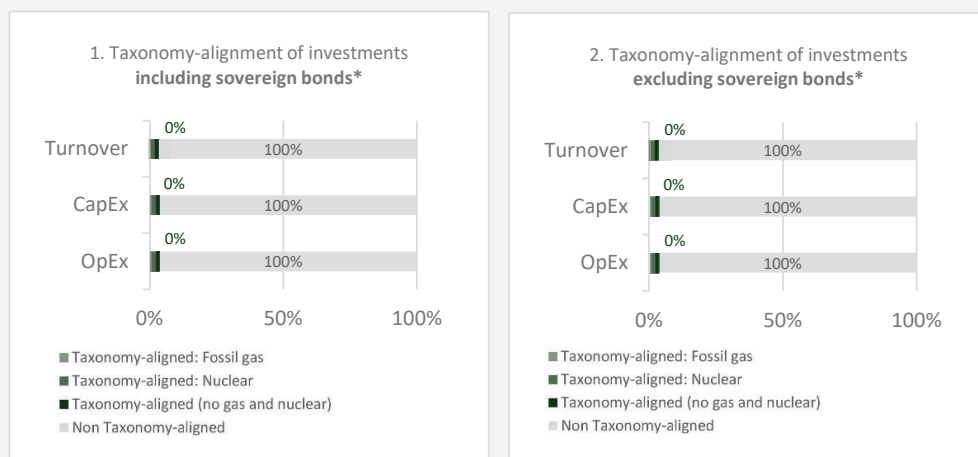 1. Taxonomy-alignment of investments
including sovereign bonds*
0%
Turnover
100%
0%
CapEx
100%
0%
OpEx
100%
0%
50%
100%
Taxonomy-aligned: Fossil gas
Taxonomy-aligned: Nuclear
Taxonomy-aligned (no gas and nuclear)
Non Taxonomy-aligned
2. Taxonomy-alignment of investments
excluding sovereign bonds*
0%
Turnover
100%
0%
CapEx
100%
0%
OpEx
100%
0%
50%
100%
Taxonomy-aligned: Fossil gas
Taxonomy-aligned: Nuclear
Taxonomy-aligned (no gas and nuclear)
Non Taxonomy-aligned